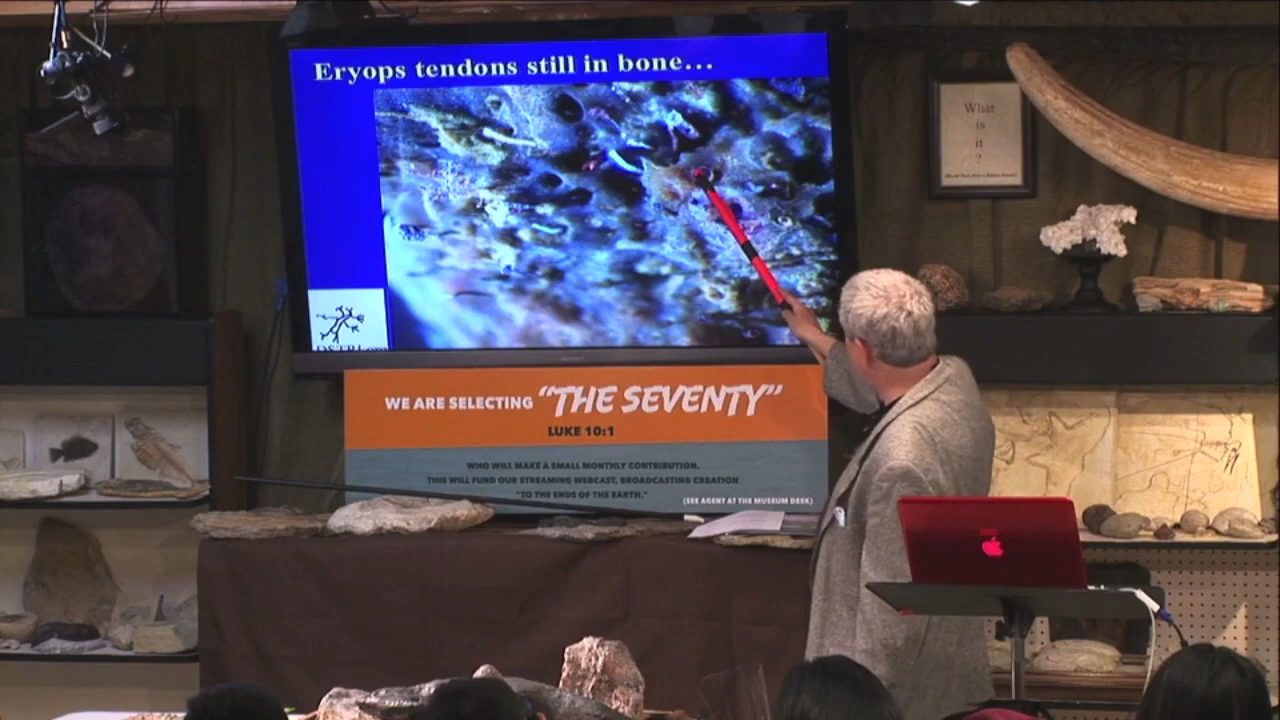 Eryops tendons still in bone...
What
is
it
?
WE ARE SELECTING "THE SEVENTY"
LUKE 10:1
WHO WILL MAKE A SMALL MONTHLY CONTRIBUTION.
THIS WILL FUND OUR STREAMING WEBCAST, BROADCASTING CREATION
"TO THE ENDS OF THE EARTH."
(SEE AGENT AT THE MUSEUM DESK)